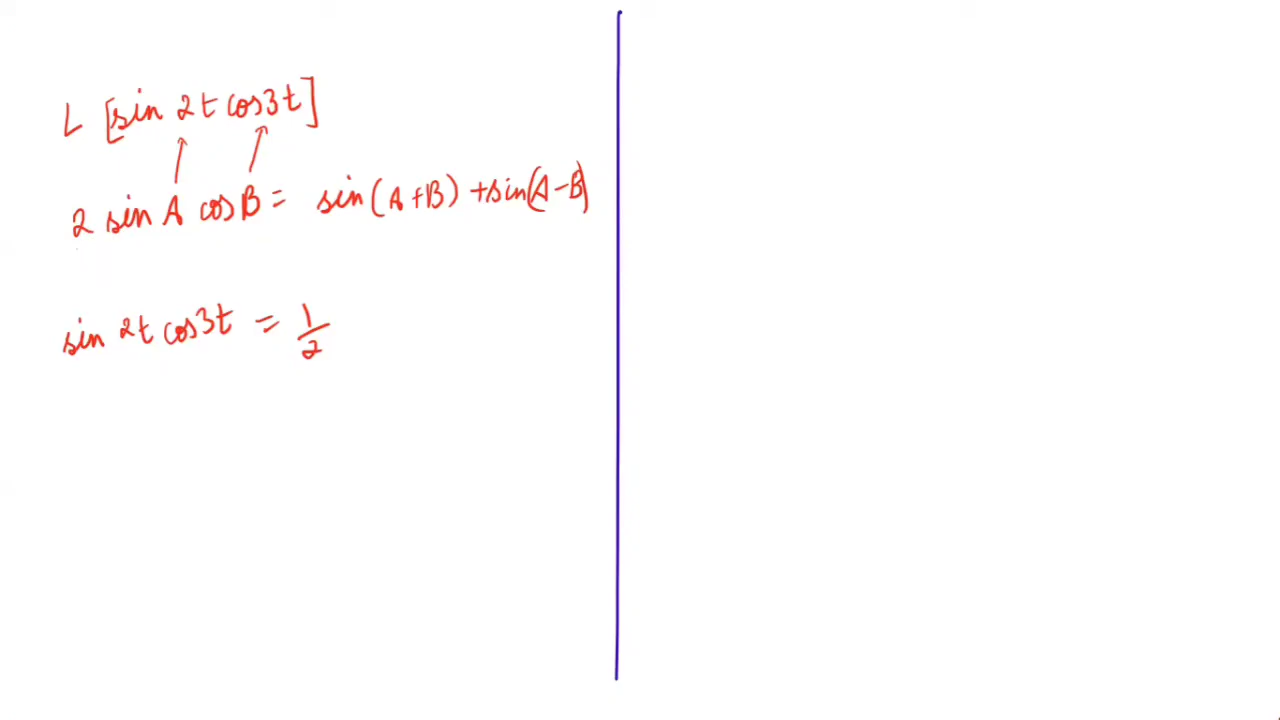 L [sin 2t cos3t]
2 sin A cos B = sin(A+B) + sin(A-B)
sin 2t cos3t = 1/2